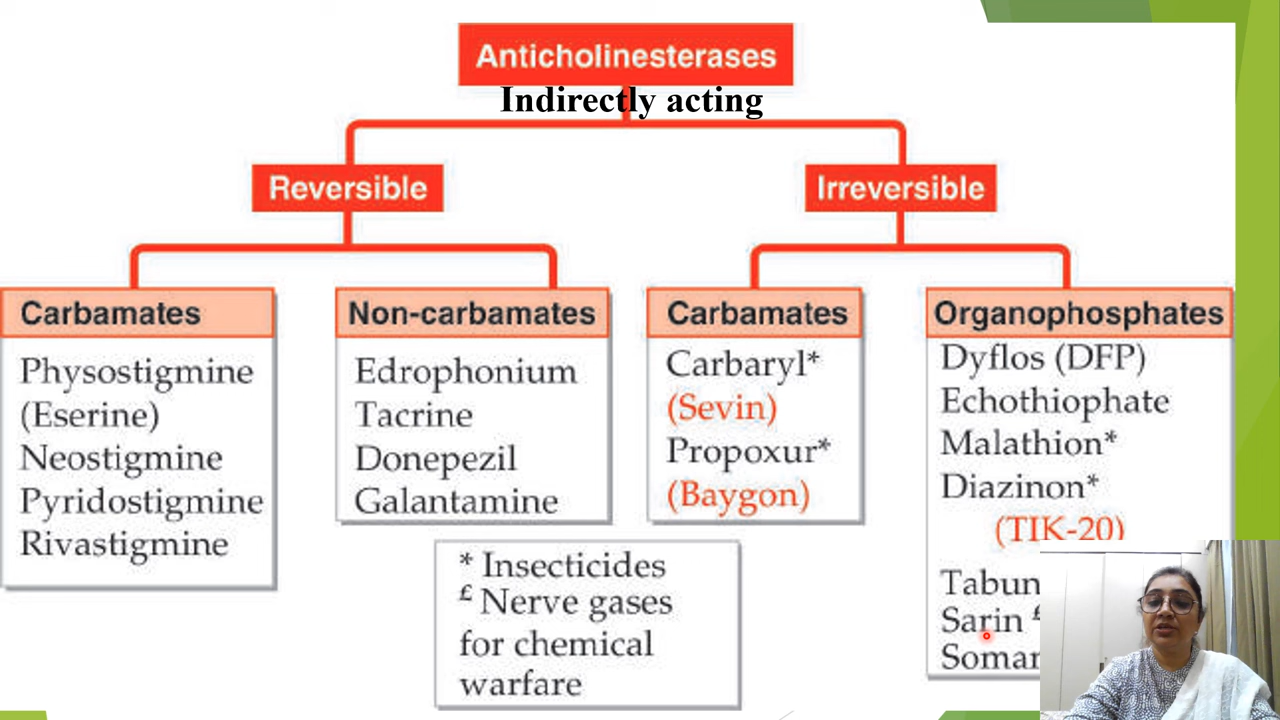 Anticholinesterases
Indirectly acting
Reversible
Irreversible
Carbamates
Physostigmine
(Eserine)
Neostigmine
Pyridostigmine
Rivastigmine
Non-carbamates
Edrophonium
Tacrine
Donepezil
Galantamine
Carbamates
Carbaryl*
(Sevin)
Propoxur*
(Baygon)
Organophosphates
Dyflos (DFP)
Echothiophate
Malathion*
Diazinon*
(TIK-20)
Tabun
Sarin £
* Insecticides
£ Nerve gases
for chemical
warfare